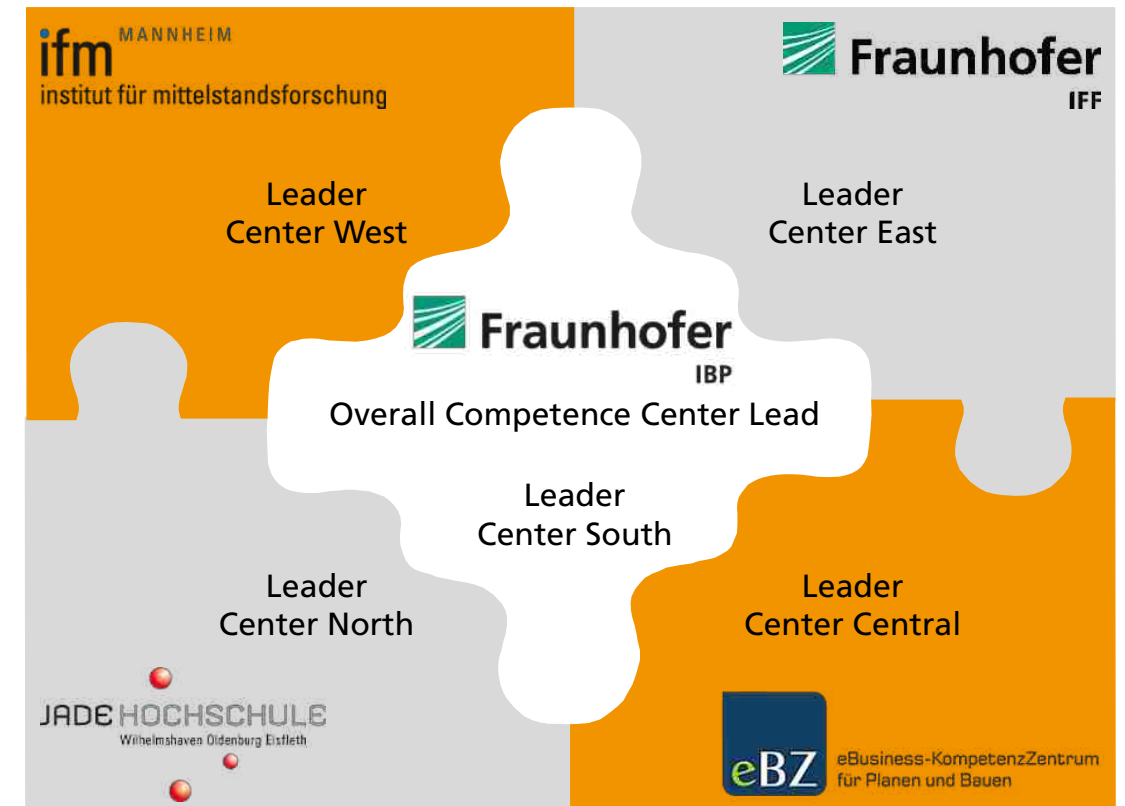 ifm MANNHEIM
institut für mittelstandsforschung
Fraunhofer
IFF
Leader
Center West
Leader
Center East
Fraunhofer
IBP
Overall Competence Center Lead
Leader
Center South
Leader
Center North
Leader
Center Central
JADE HOCHSCHULE
Wilhelmshaven Oldenburg Elsfleth
eBZ
eBusiness-KompetenzZentrum
für Planen und Bauen